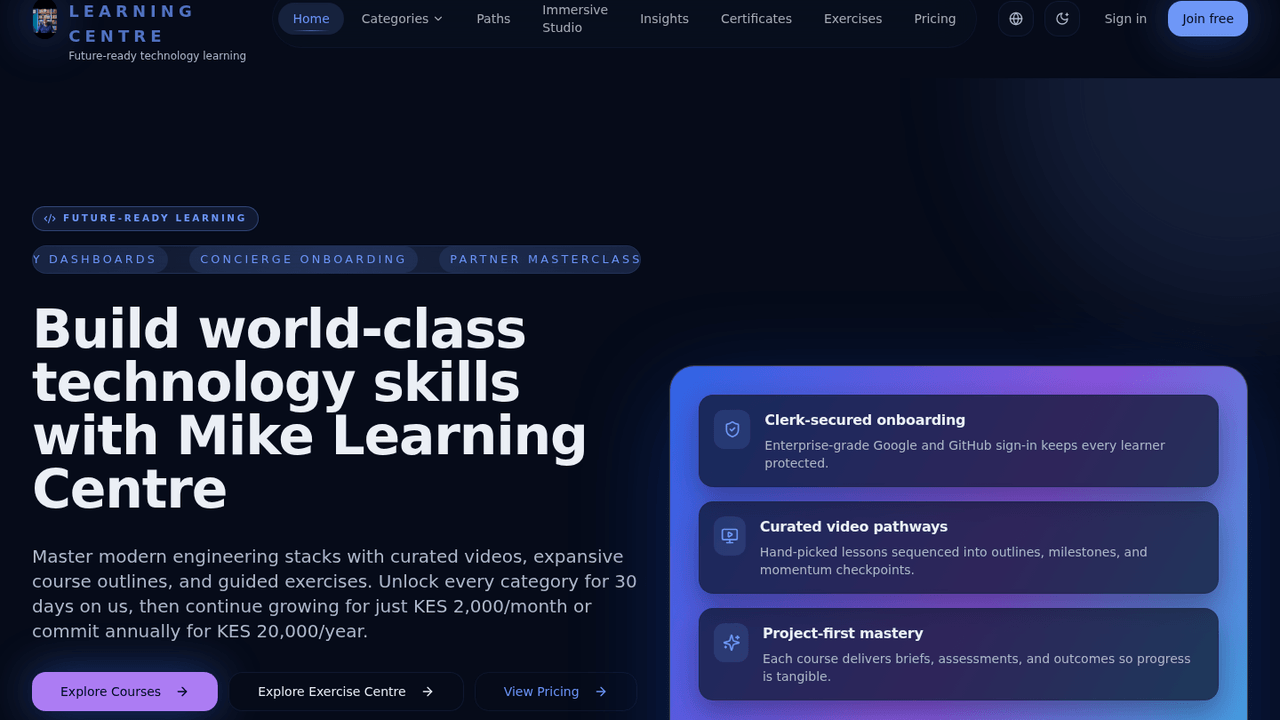 LEARNING
CENTRE
Future-ready technology learning
Home
Categories
Paths
Immersive
Studio
Insights
Certificates
Exercises
Pricing
Sign in
Join free
FUTURE-READY LEARNING
Y DASHBOARDS
CONCIERGE ONBOARDING
PARTNER MASTERCLASS
Build world-class
technology skills
with Mike Learning
Centre
Master modern engineering stacks with curated videos, expansive
course outlines, and guided exercises. Unlock every category for 30
days on us, then continue growing for just KES 2,000/month or
commit annually for KES 20,000/year.
Explore Courses
Explore Exercise Centre
View Pricing
Clerk-secured onboarding
Enterprise-grade Google and GitHub sign-in keeps every learner
protected.
Curated video pathways
Hand-picked lessons sequenced into outlines, milestones, and
momentum checkpoints.
Project-first mastery
Each course delivers briefs, assessments, and outcomes so progress
is tangible.